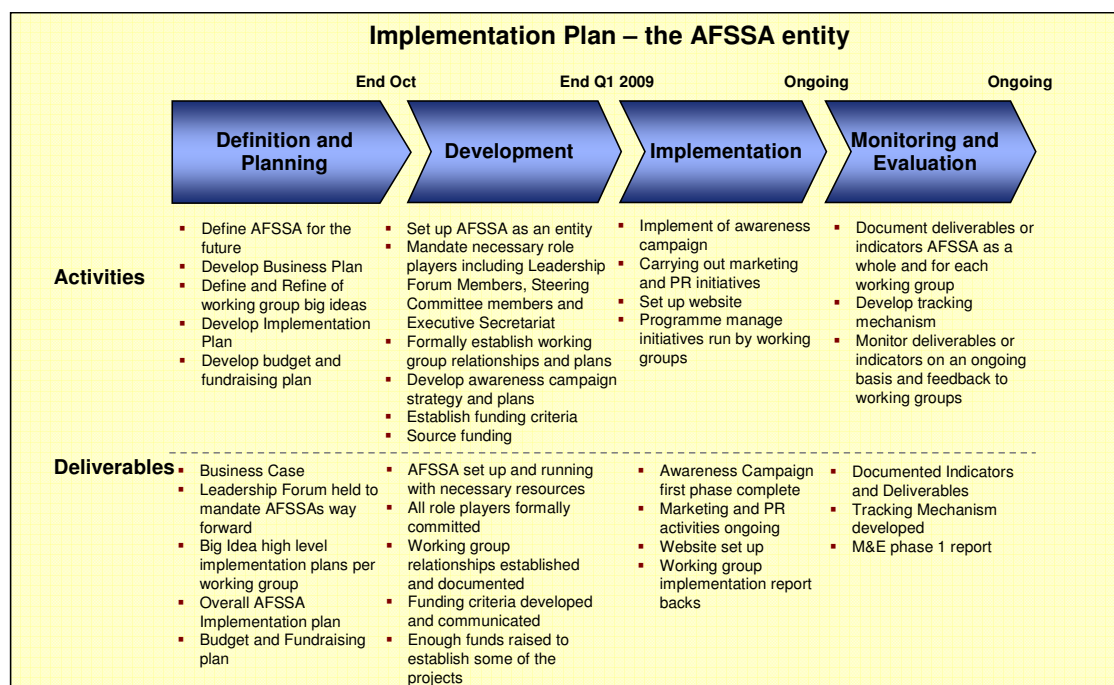 Implementation Plan – the AFSSA entity
End Oct
End Q1 2009
Ongoing
Ongoing
Definition and
Planning
Development
Implementation
Monitoring and
Evaluation
Activities
▪ Define AFSSA for the
future
▪ Develop Business Plan
▪ Define and Refine of
working group big ideas
▪ Develop Implementation
Plan
▪ Develop budget and
fundraising plan
▪ Set up AFSSA as an entity
▪ Mandate necessary role
players including Leadership
Forum Members, Steering
Committee members and
Executive Secretariat
▪ Formally establish working
group relationships and plans
▪ Develop awareness campaign
strategy and plans
▪ Establish funding criteria
▪ Source funding
▪ Implement of awareness
campaign
▪ Carrying out marketing
and PR initiatives
▪ Set up website
▪ Programme manage
initiatives run by working
groups
▪ Document deliverables or
indicators AFSSA as a
whole and for each
working group
▪ Develop tracking
mechanism
▪ Monitor deliverables or
indicators on an ongoing
basis and feedback to
working groups
Deliverables
▪ Business Case
▪ Leadership Forum held to
mandate AFSSAs way
forward
▪ Big Idea high level
implementation plans per
working group
▪ Overall AFSSA
Implementation plan
▪ Budget and Fundraising
plan
▪ AFSSA set up and running
with necessary resources
▪ All role players formally
committed
▪ Working group
relationships established
and documented
▪ Funding criteria developed
and communicated
▪ Enough funds raised to
establish some of the
projects
▪ Awareness Campaign
first phase complete
▪ Marketing and PR
activities ongoing
▪ Website set up
▪ Working group
implementation report
backs
▪ Documented Indicators
and Deliverables
▪ Tracking Mechanism
developed
▪ M&E phase 1 report